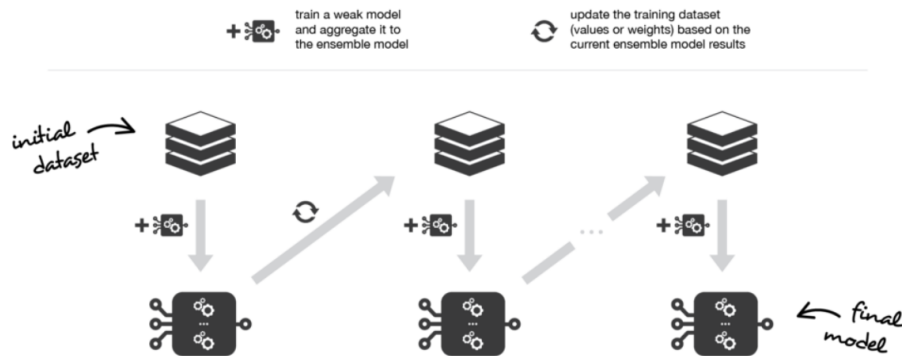 train a weak model
and aggregate it to
the ensemble model
update the training dataset
(values or weights) based on the
current ensemble model results
initial
dataset
...
final
model